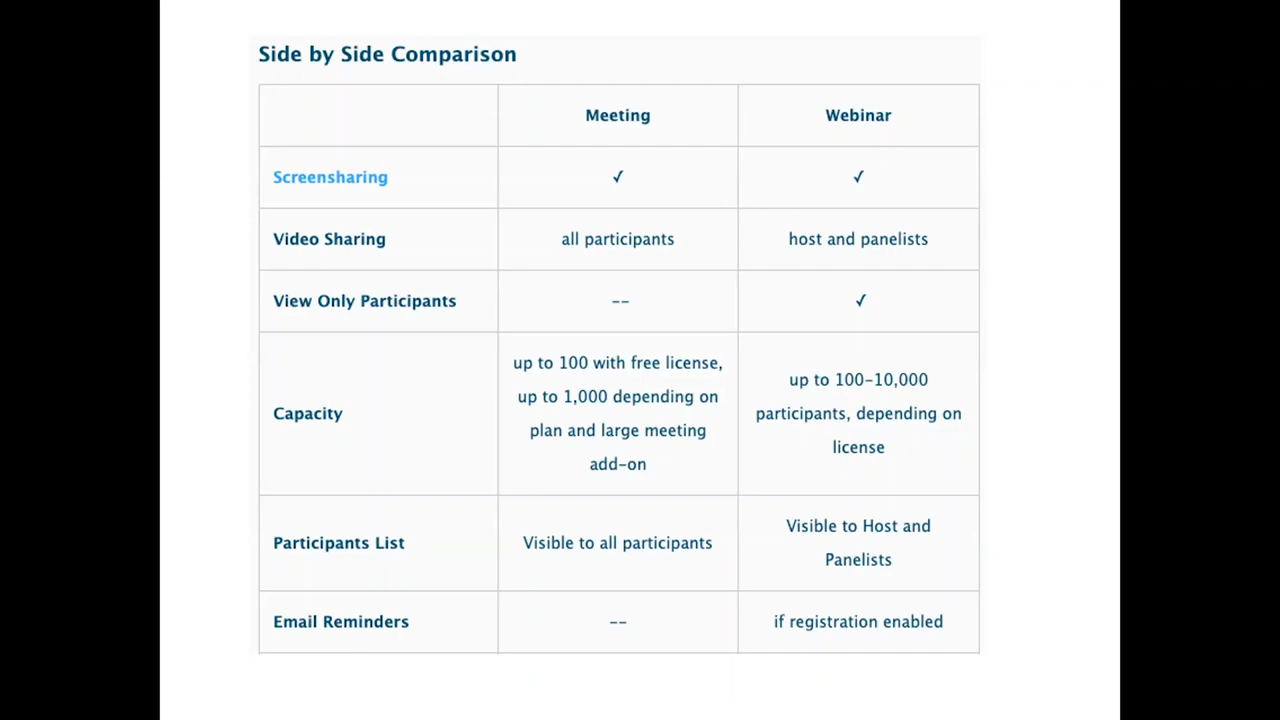 Side by Side Comparison
Meeting
Webinar
Screensharing
✓
✓
Video Sharing
all participants
host and panelists
View Only Participants
--
✓
Capacity
up to 100 with free license,
up to 1,000 depending on
plan and large meeting
add-on
up to 100-10,000
participants, depending on
license
Participants List
Visible to all participants
Visible to Host and
Panelists
Email Reminders
--
if registration enabled